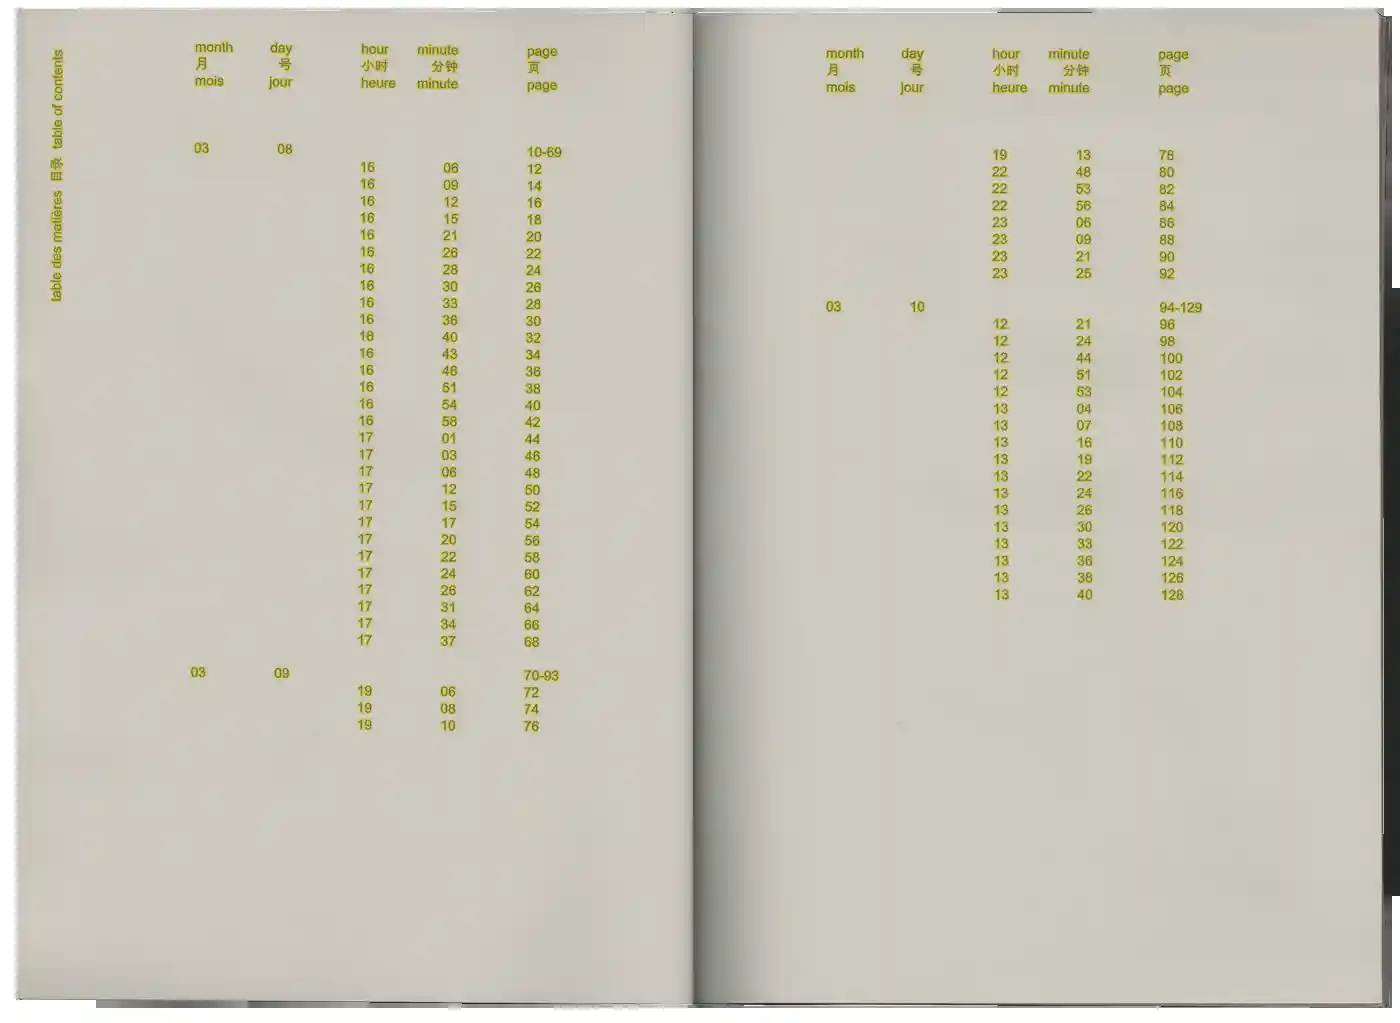 table des matières 目录 table of contents
month day hour minute page
月 号 小时 分钟 页
mois jour heure minute page
03 08 10-69
16 06 12
16 09 14
16 12 16
16 15 18
16 21 20
16 26 22
16 28 24
16 30 26
16 33 28
16 36 30
16 40 32
16 43 34
16 46 36
16 51 38
16 54 40
16 58 42
17 01 44
17 03 46
17 06 48
17 12 50
17 15 52
17 17 54
17 20 56
17 22 58
17 24 60
17 26 62
17 31 64
17 34 66
17 37 68
03 09 70-93
19 06 72
19 08 74
19 10 76
month day hour minute page
月 号 小时 分钟 页
mois jour heure minute page
19 13 78
22 48 80
22 53 82
22 56 84
23 06 86
23 09 88
23 21 90
23 25 92
03 10 94-129
12 21 96
12 24 98
12 44 100
12 51 102
12 53 104
13 04 106
13 07 108
13 16 110
13 19 112
13 22 114
13 24 116
13 26 118
13 30 120
13 33 122
13 36 124
13 38 126
13 40 128